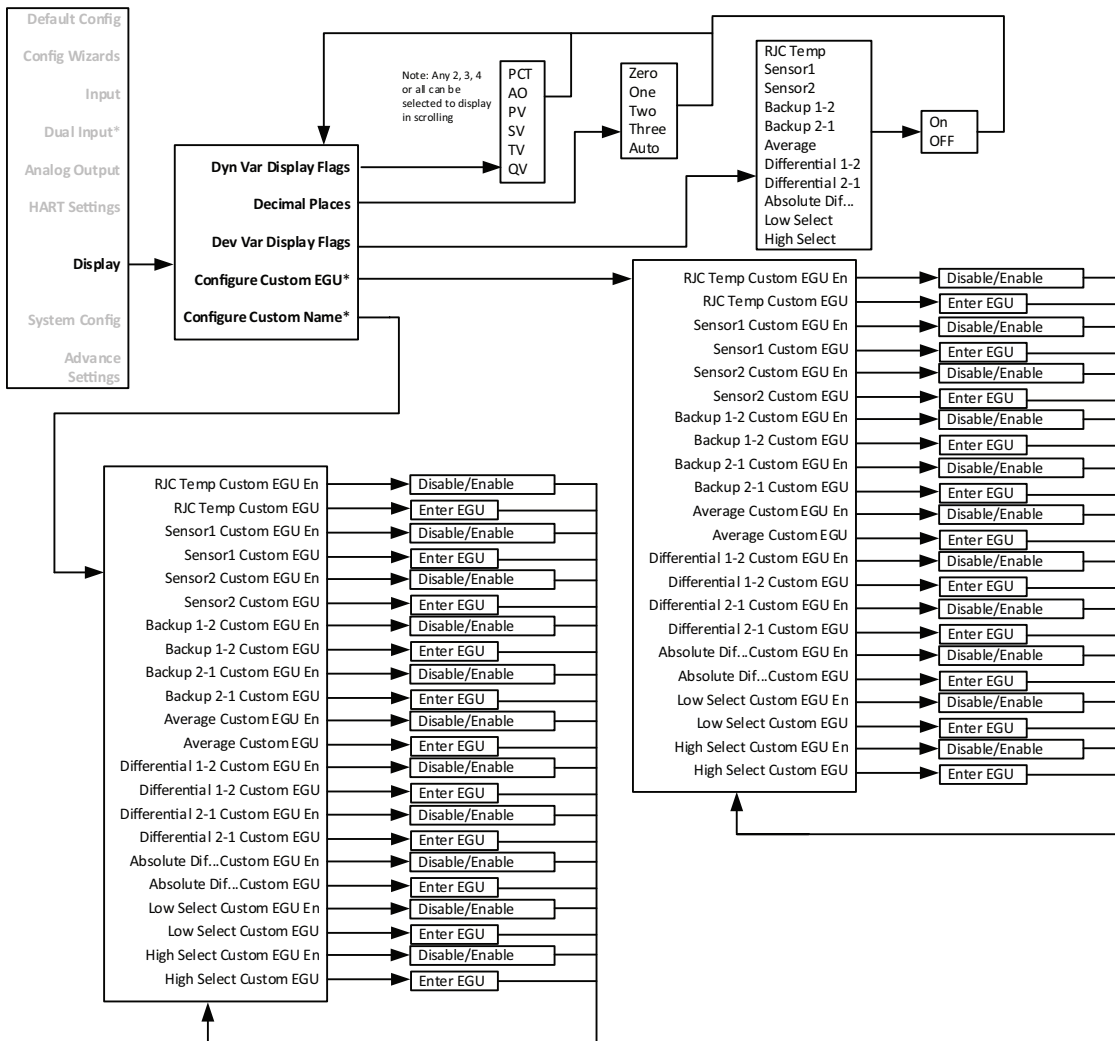 Default Config
Config Wizards
Input
Dual Input*
Analog Output
HART Settings
Display
System Config
Advance
Settings
Dyn Var Display Flags
Decimal Places
Dev Var Display Flags
Configure Custom EGU*
Configure Custom Name*
Note: Any 2, 3, 4
or all can be
selected to display
in scrolling
PCT
AO
PV
SV
TV
QV
Zero
One
Two
Three
Auto
RJC Temp
Sensor1
Sensor2
Backup 1-2
Backup 2-1
Average
Differential 1-2
Differential 2-1
Absolute Dif...
Low Select
High Select
On
OFF
RJC Temp Custom EGU En Disable/Enable
RJC Temp Custom EGU Enter EGU
Sensor1 Custom EGU En Disable/Enable
Sensor1 Custom EGU Enter EGU
Sensor2 Custom EGU En Disable/Enable
Sensor2 Custom EGU Enter EGU
Backup 1-2 Custom EGU En Disable/Enable
Backup 1-2 Custom EGU Enter EGU
Backup 2-1 Custom EGU En Disable/Enable
Backup 2-1 Custom EGU Enter EGU
Average Custom EGU En Disable/Enable
Average Custom EGU Enter EGU
Differential 1-2 Custom EGU En Disable/Enable
Differential 1-2 Custom EGU Enter EGU
Differential 2-1 Custom EGU En Disable/Enable
Differential 2-1 Custom EGU Enter EGU
Absolute Dif...Custom EGU En Disable/Enable
Absolute Dif...Custom EGU Enter EGU
Low Select Custom EGU En Disable/Enable
Low Select Custom EGU Enter EGU
High Select Custom EGU En Disable/Enable
High Select Custom EGU Enter EGU
RJC Temp Custom EGU En Disable/Enable
RJC Temp Custom EGU Enter EGU
Sensor1 Custom EGU En Disable/Enable
Sensor1 Custom EGU Enter EGU
Sensor2 Custom EGU En Disable/Enable
Sensor2 Custom EGU Enter EGU
Backup 1-2 Custom EGU En Disable/Enable
Backup 1-2 Custom EGU Enter EGU
Backup 2-1 Custom EGU En Disable/Enable
Backup 2-1 Custom EGU Enter EGU
Average Custom EGU En Disable/Enable
Average Custom EGU Enter EGU
Differential 1-2 Custom EGU En Disable/Enable
Differential 1-2 Custom EGU Enter EGU
Differential 2-1 Custom EGU En Disable/Enable
Differential 2-1 Custom EGU Enter EGU
Absolute Dif...Custom EGU En Disable/Enable
Absolute Dif...Custom EGU Enter EGU
Low Select Custom EGU En Disable/Enable
Low Select Custom EGU Enter EGU
High Select Custom EGU En Disable/Enable
High Select Custom EGU Enter EGU